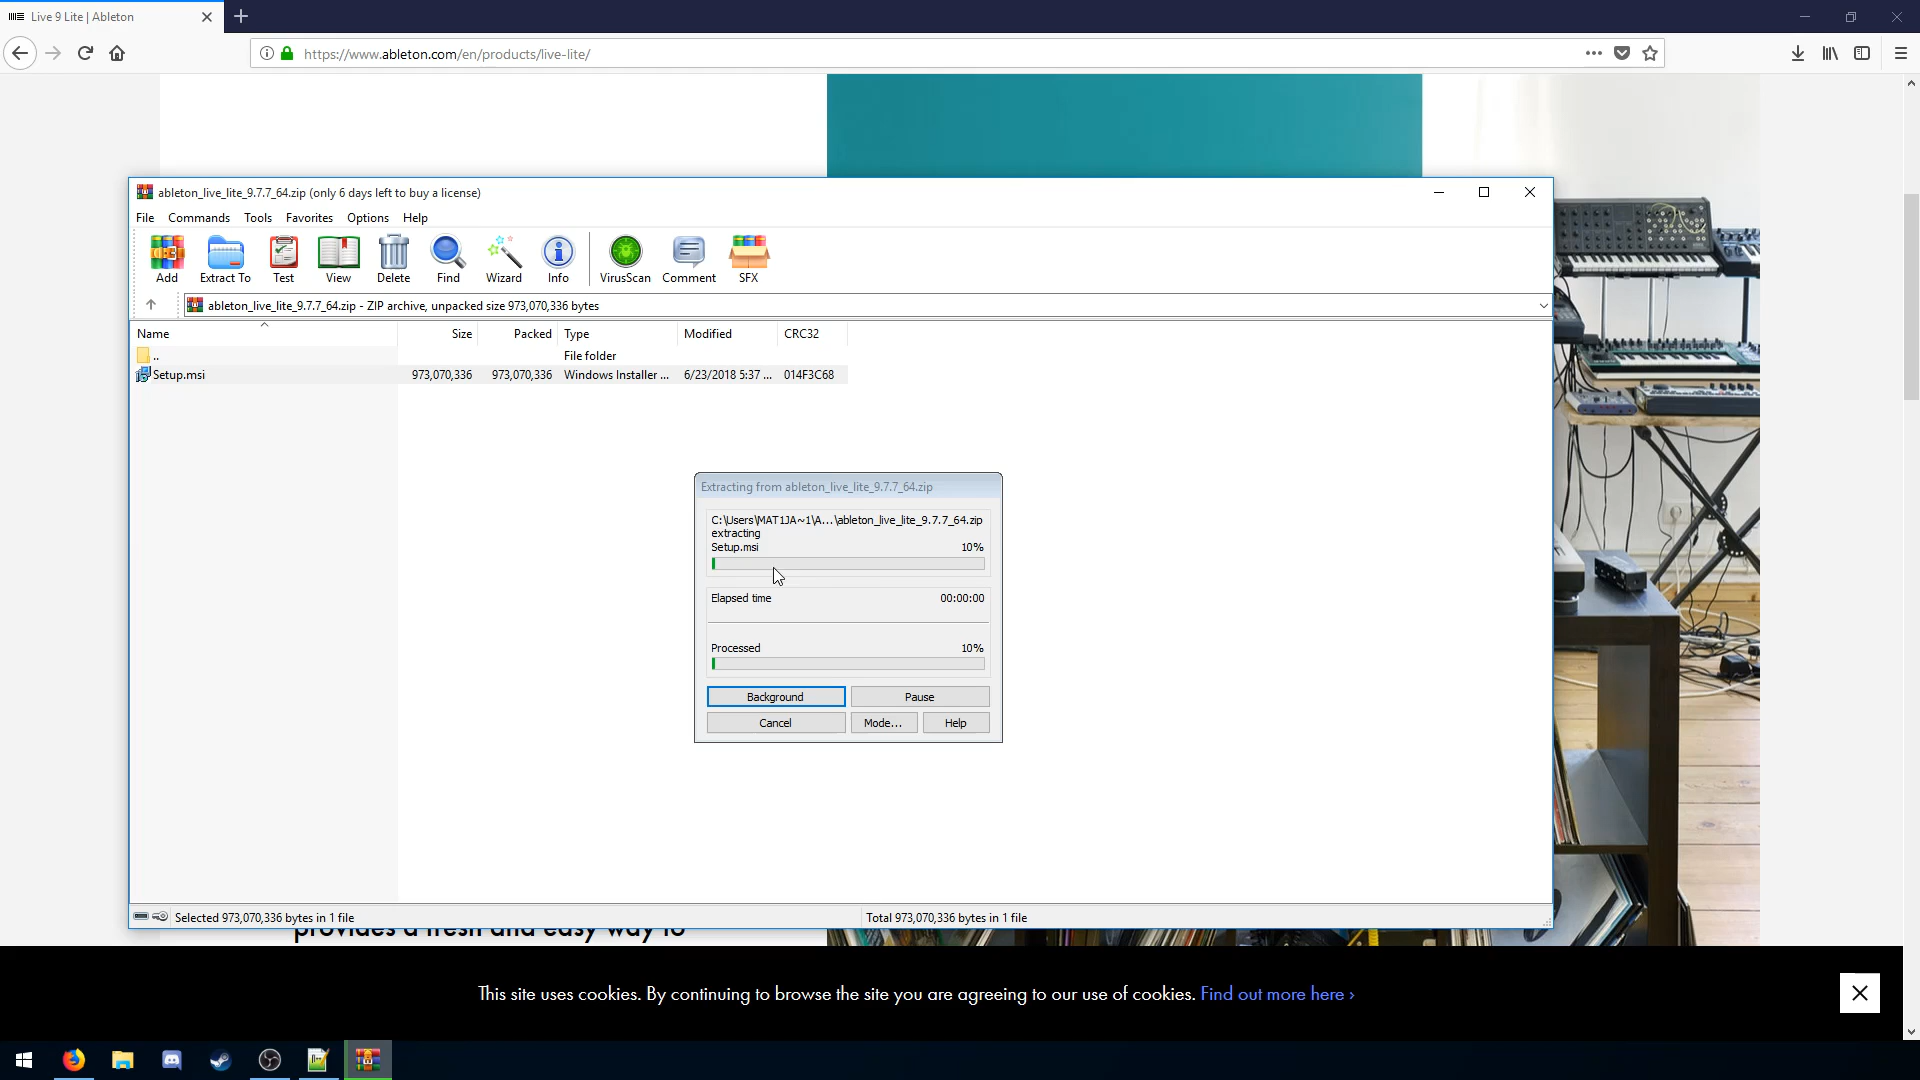 Live 9 Lite | Ableton
https://www.ableton.com/en/products/live-lite/
ableton_live_lite_9.7.7_64.zip (only 6 days left to buy a license)
File Commands Tools Favorites Options Help
Add Extract To Test View Delete Find Wizard Info VirusScan Comment SFX
ableton_live_lite_9.7.7_64.zip - ZIP archive, unpacked size 973,070,336 bytes
Name Size Packed Type Modified CRC32
.. File folder
Setup.msi 973,070,336 973,070,336 Windows Installer ... 6/23/2018 5:37 ... 014F3C68
Extracting from ableton_live_lite_9.7.7_64.zip
C:\Users\MAT1JA~1\A...\ableton_live_lite_9.7.7_64.zip
extracting
Setup.msi 10%
Elapsed time 00:00:00
Processed 10%
Background Pause
Cancel Mode... Help
Selected 973,070,336 bytes in 1 file Total 973,070,336 bytes in 1 file
provides a fresh and easy way to
This site uses cookies. By continuing to browse the site you are agreeing to our use of cookies. Find out more here ›